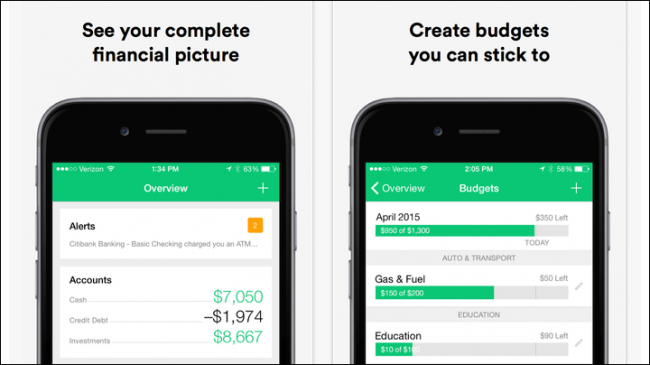 See your complete
financial picture
Verizon 1:34 PM 63%
Overview +
Alerts 2
Citibank Banking - Basic Checking charged you an ATM...
Accounts
Cash $7,050
Credit Debt –$1,974
Investments $8,667
Create budgets
you can stick to
Verizon 2:05 PM 58%
Overview Budgets +
April 2015 $350 Left
$950 of $1,300
TODAY
AUTO & TRANSPORT
Gas & Fuel $50 Left
$150 of $200
EDUCATION
Education $90 Left
$10 of $100